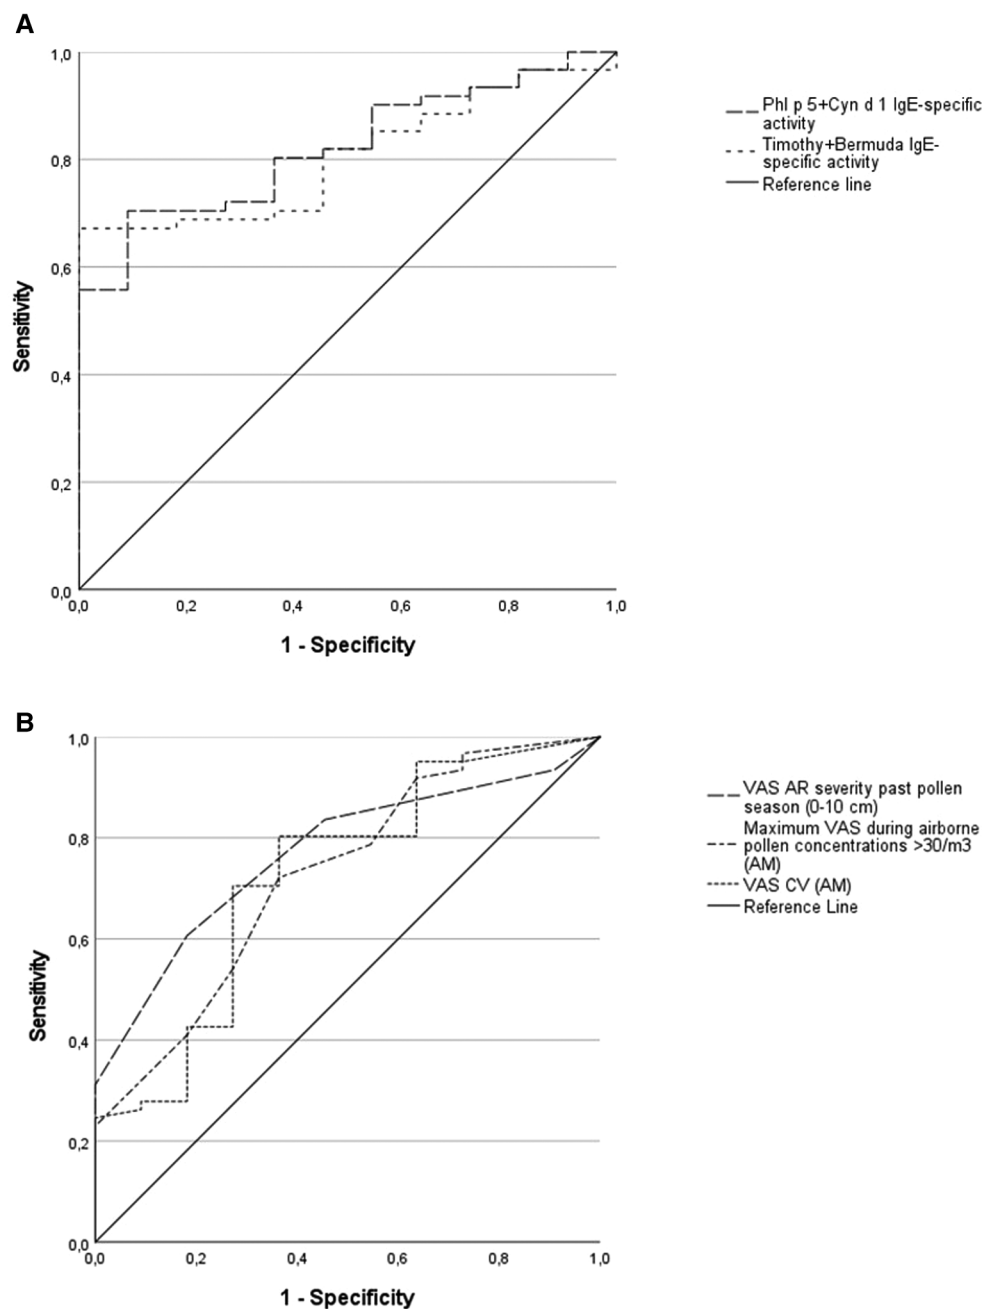 A
1,0
0,8
0,6
0,4
0,2
0,0
Sensitivity
0,0 0,2 0,4 0,6 0,8 1,0
1 - Specificity
Phl p 5+Cyn d 1 IgE-specific
activity
Timothy+Bermuda IgE-
specific activity
Reference line
B
1,0
0,8
0,6
0,4
0,2
0,0
Sensitivity
0,0 0,2 0,4 0,6 0,8 1,0
1 - Specificity
VAS AR severity past pollen
season (0-10 cm)
Maximum VAS during airborne
pollen concentrations >30/m3
(AM)
VAS CV (AM)
Reference Line